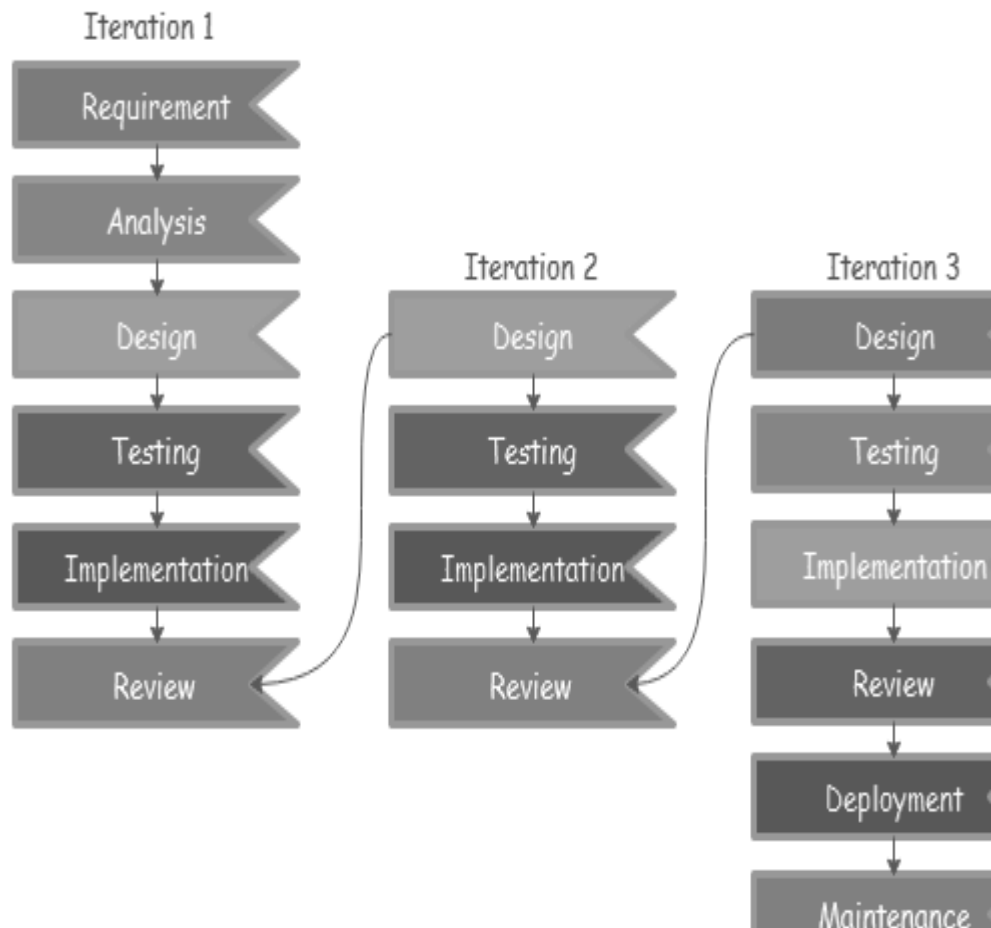 Iteration 1
Requirement
Analysis
Design
Testing
Implementation
Review
Iteration 2
Design
Testing
Implementation
Review
Iteration 3
Design
Testing
Implementation
Review
Deployment
Maintenance